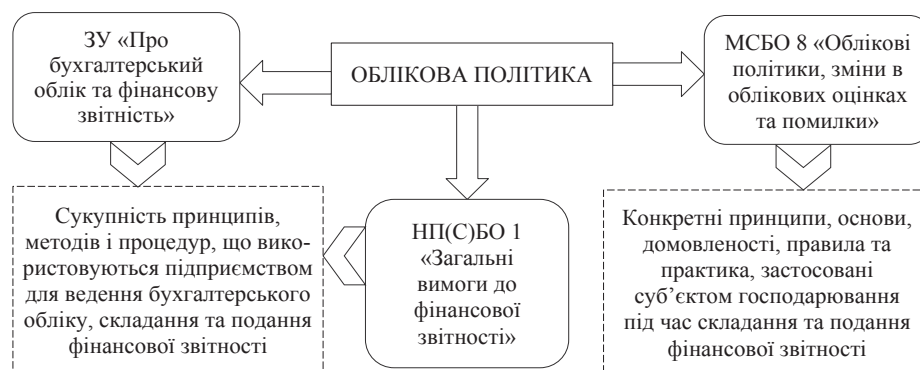 ЗУ «Про
бухгалтерський
облік та фінансову
звітність»
ОБЛІКОВА ПОЛІТИКА
МСБО 8 «Облікові
політики, зміни в
облікових оцінках
та помилки»
Сукупність принципів,
методів і процедур, що вико-
ристовуються підприємством
для ведення бухгалтерського
обліку, складання та подання
фінансової звітності
НП(С)БО 1
«Загальні
вимоги до
фінансової
звітності»
Конкретні принципи, основи,
домовленості, правила та
практика, застосовані
суб’єктом господарювання
під час складання та подання
фінансової звітності